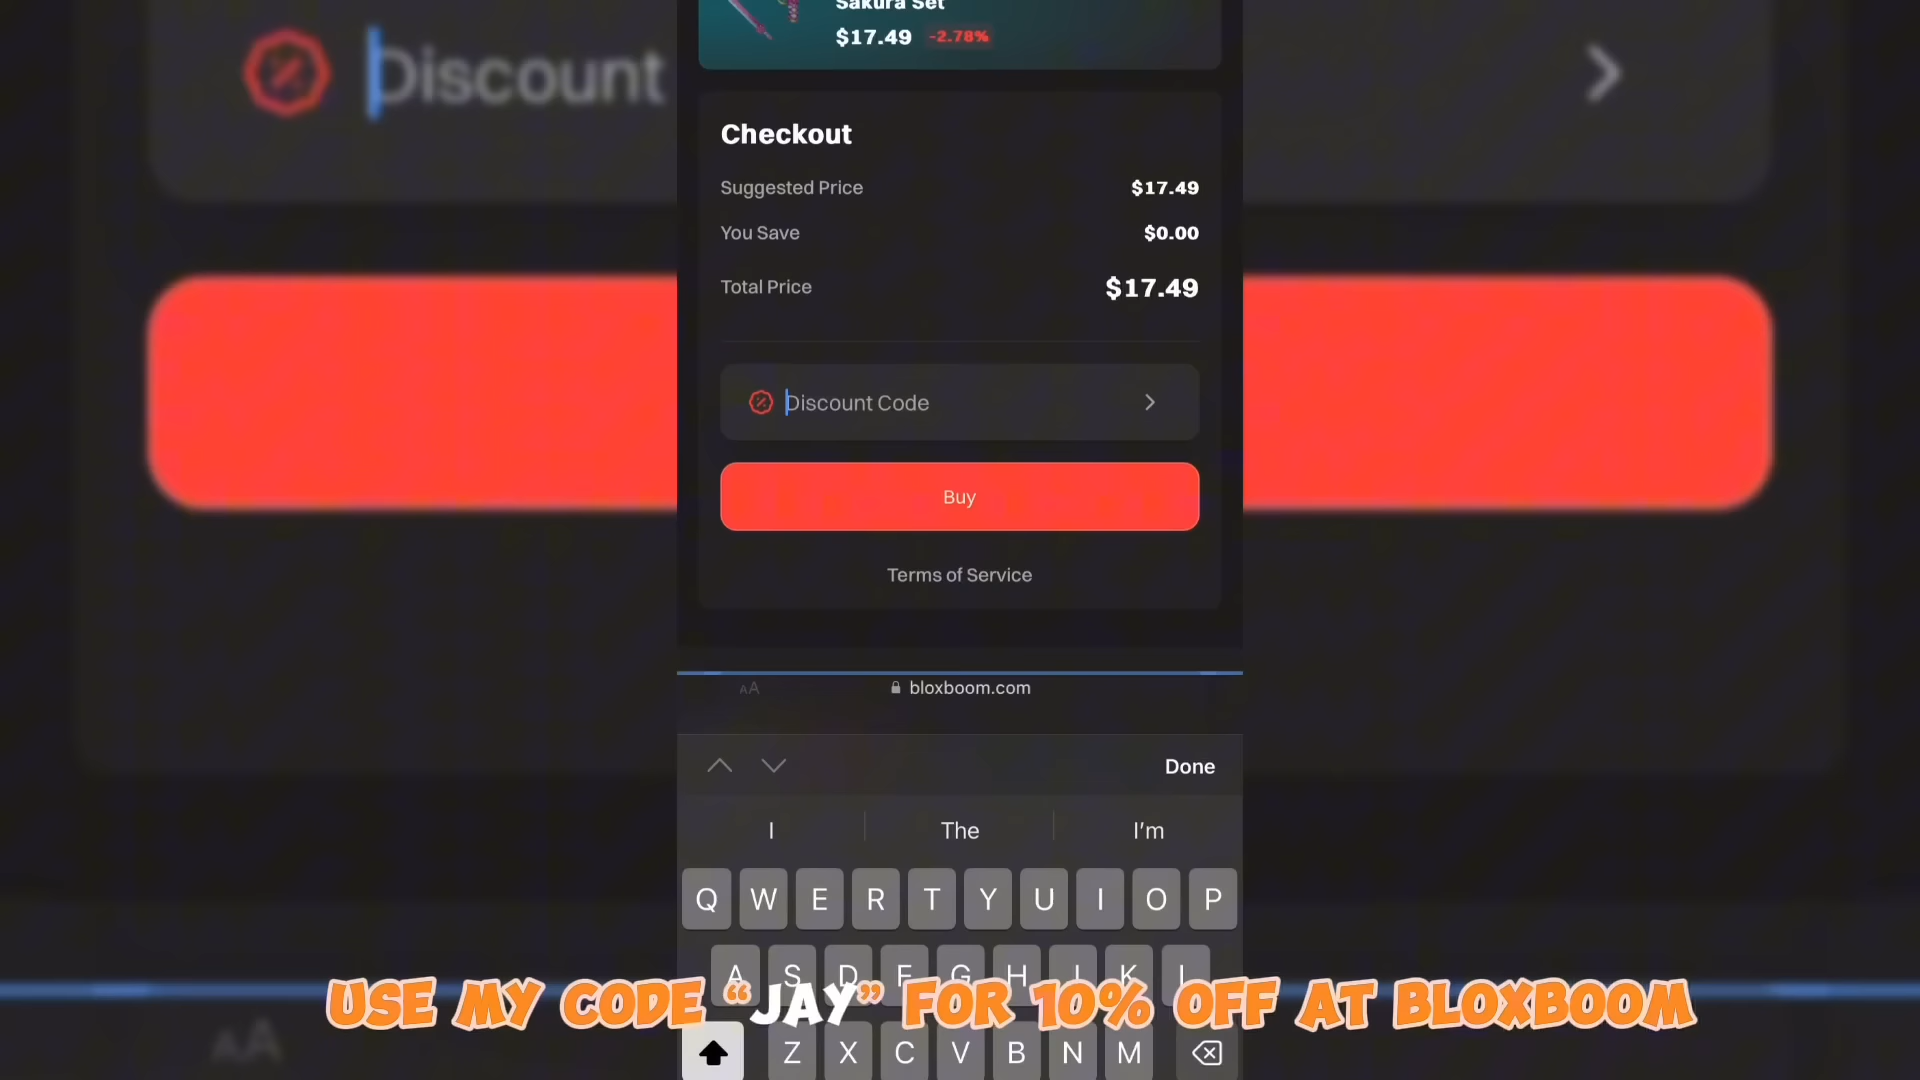 Sakura Set
$17.49 -2.78%
Discount
Checkout
Suggested Price $17.49
You Save $0.00
Total Price $17.49
Discount Code
Buy
Terms of Service
AA bloxboom.com
Done
I The I'm
Q W E R T Y U I O P
A S D F G H J K L
USE MY CODE “JAY” FOR 10% OFF AT BLOXBOOM
AA
Z X C V B N M